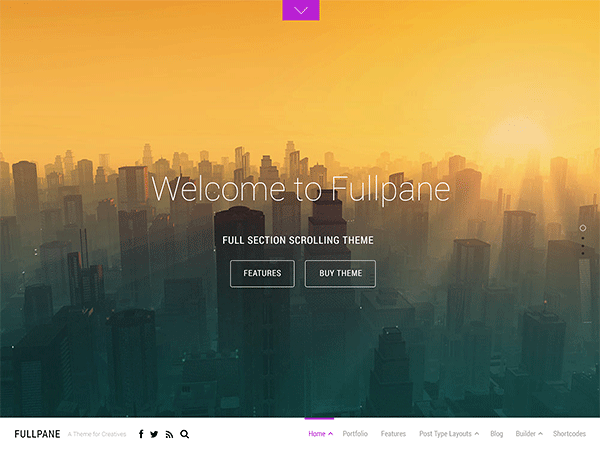 Welcome to Fullpane
FULL SECTION SCROLLING THEME
FEATURES BUY THEME
FULLPANE A Theme for Creatives Home Portfolio Features Post Type Layouts Blog Builder Shortcodes